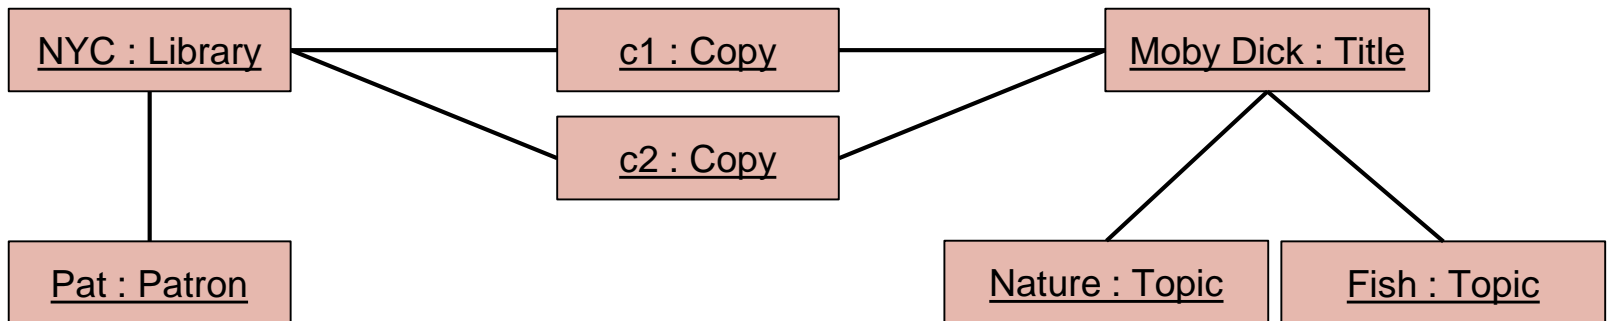 NYC : Library
c1 : Copy
Moby Dick : Title
c2 : Copy
Pat : Patron
Nature : Topic
Fish : Topic